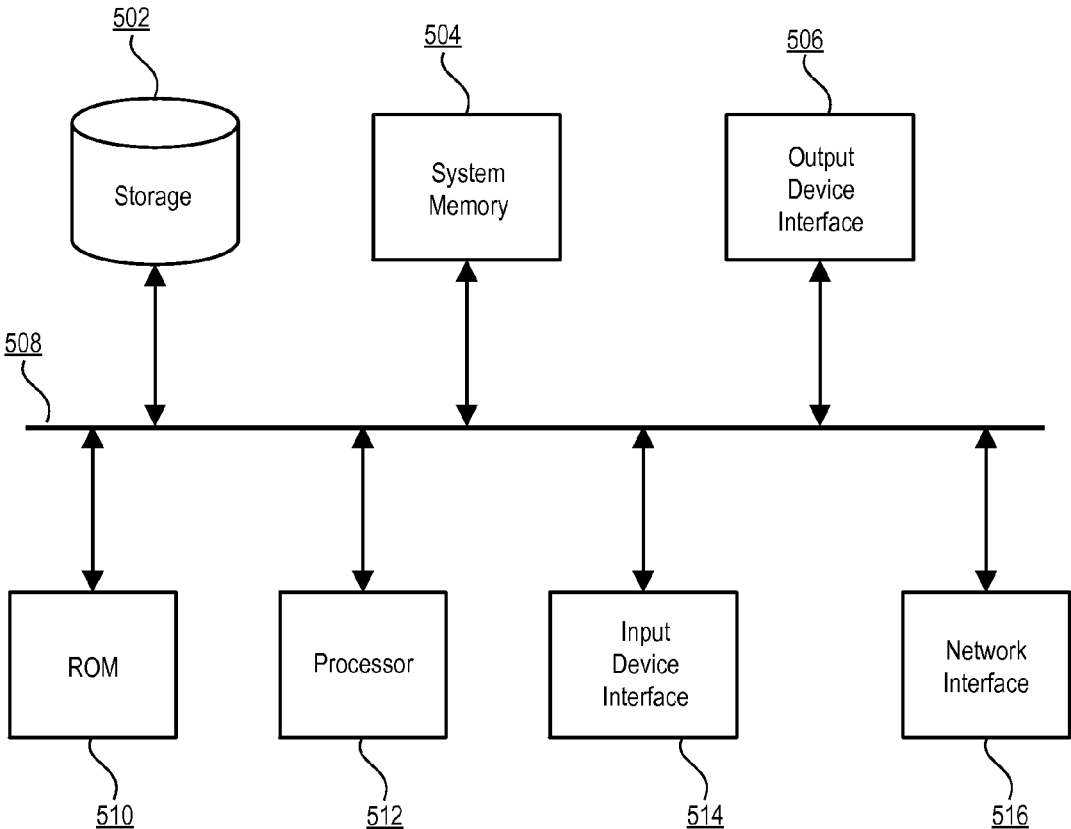 502
504
506
Storage
System
Memory
Output
Device
Interface
508
ROM
Processor
Input
Device
Interface
Network
Interface
510
512
514
516